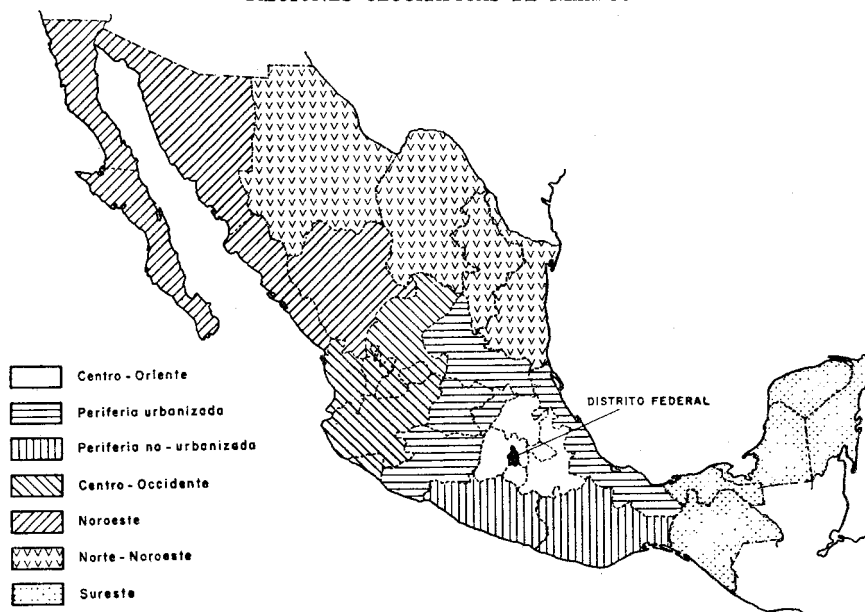 DISTRITO FEDERAL
Centro - Oriente
Periferia urbanizada
Periferia no - urbanizada
Centro - Occidente
Noroeste
Norte - Noroeste
Sureste